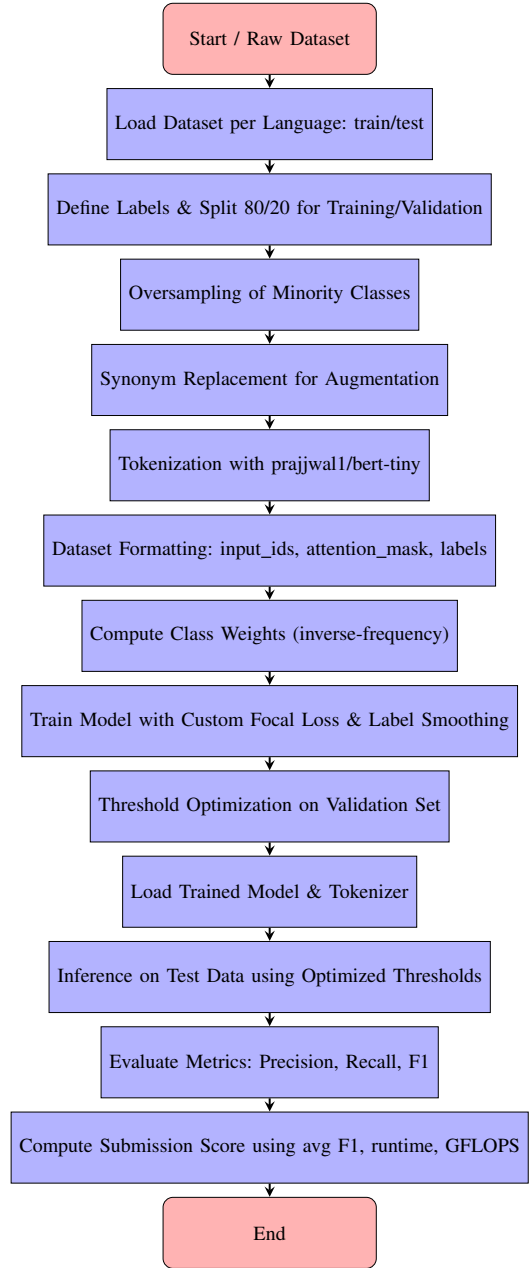 Start / Raw Dataset
Load Dataset per Language: train/test
Define Labels & Split 80/20 for Training/Validation
Oversampling of Minority Classes
Synonym Replacement for Augmentation
Tokenization with prajjwal1/bert-tiny
Dataset Formatting: input_ids, attention_mask, labels
Compute Class Weights (inverse-frequency)
Train Model with Custom Focal Loss & Label Smoothing
Threshold Optimization on Validation Set
Load Trained Model & Tokenizer
Inference on Test Data using Optimized Thresholds
Evaluate Metrics: Precision, Recall, F1
Compute Submission Score using avg F1, runtime, GFLOPS
End